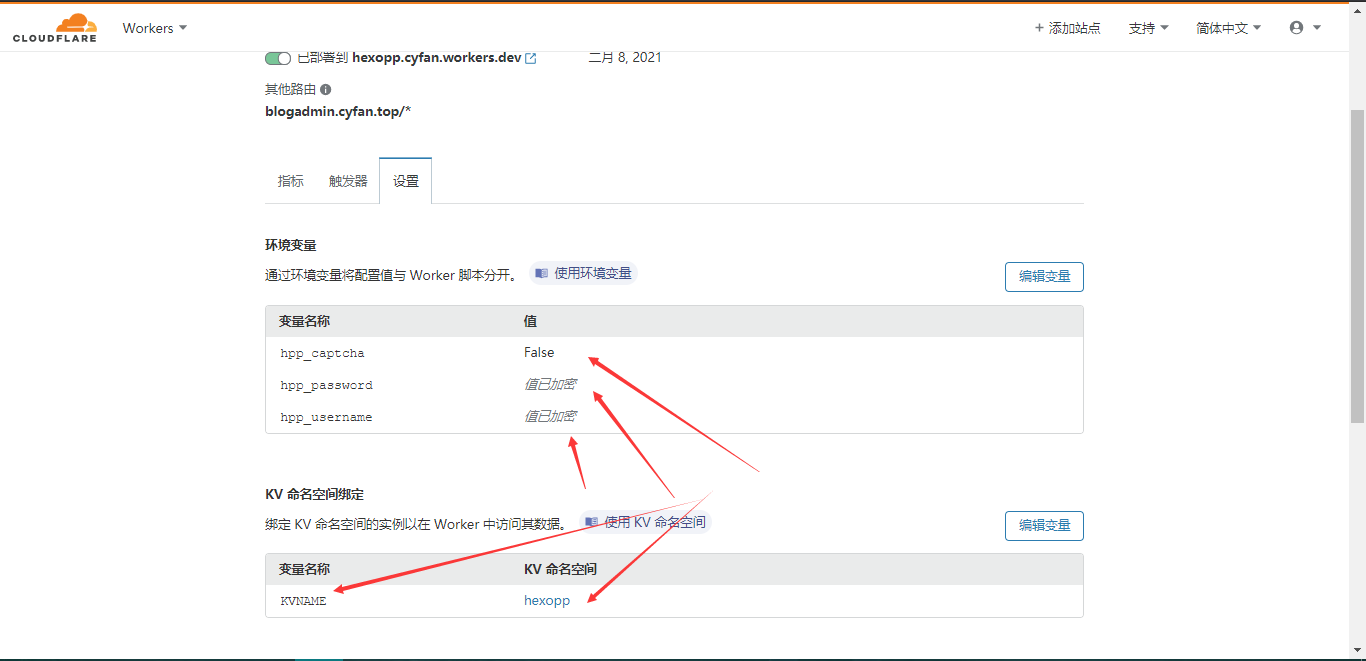 CLOUDFLARE Workers + 添加站点 支持 简体中文
已部署到 hexopp.cyfan.workers.dev 二月 8, 2021
其他路由
blogadmin.cyfan.top/*
指标 触发器 设置
环境变量
通过环境变量将配置值与 Worker 脚本分开。 使用环境变量 编辑变量
变量名称 值
hpp_captcha False
hpp_password 值已加密
hpp_username 值已加密
KV 命名空间绑定
绑定 KV 命名空间的实例以在 Worker 中访问其数据。 使用 KV 命名空间 编辑变量
变量名称 KV 命名空间
KVNAME hexopp